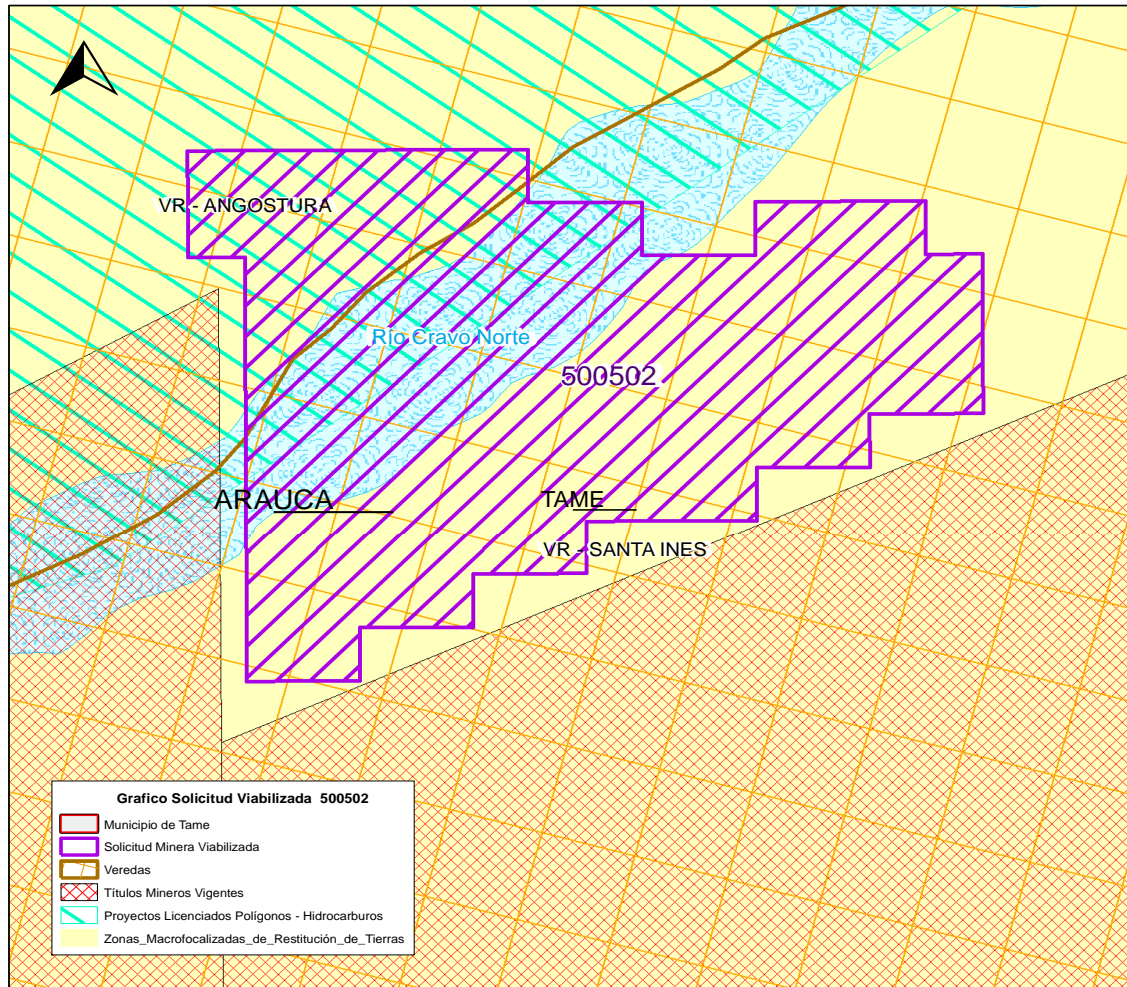 VR - ANGOSTURA
Río Cravo Norte
500502
ARAUCA
TAME
VR - SANTA INES
Grafico Solicitud Viabilizada 500502
Municipio de Tame
Solicitud Minera Viabilizada
Veredas
Títulos Mineros Vigentes
Proyectos Licenciados Polígonos - Hidrocarburos
Zonas_Macrofocalizadas_de_Restitución_de_Tierras